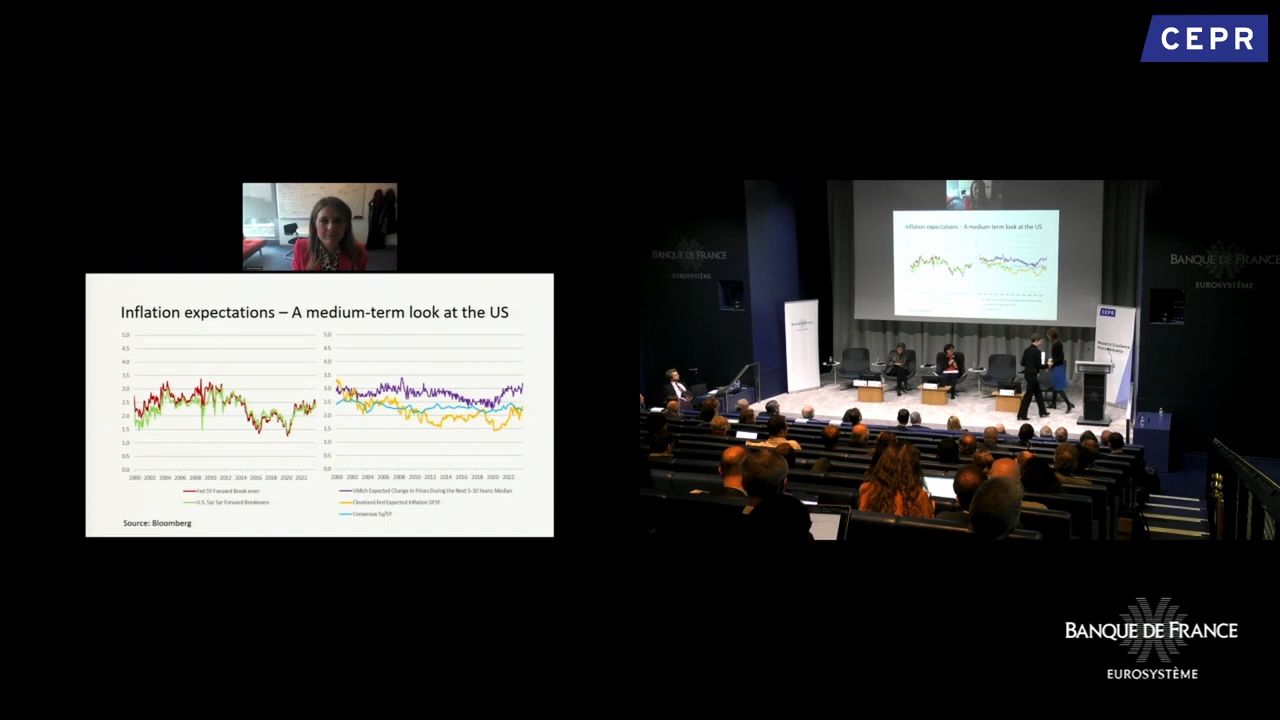 CEPR
Inflation expectations – A medium-term look at the US
5.0
4.5
4.0
3.5
3.0
2.5
2.0
1.5
1.0
0.5
0.0
2000 2002 2004 2006 2008 2010 2012 2014 2016 2018 2020 2022
Fed 5Y Forward Breakeven
U.S. 5yr 5yr Forward Breakeven
5.0
4.5
4.0
3.5
3.0
2.5
2.0
1.5
1.0
0.5
0.0
2000 2002 2004 2006 2008 2010 2012 2014 2016 2018 2020 2022
UMich Expected Change in Prices During the Next 5-10 Years: Median
Cleveland Fed Expected Inflation 5Y5Y
Consensus 5y/5Y
Source: Bloomberg
BANQUE DE FRANCE
EUROSYSTÈME
Inflation expectations – A medium-term look at the US
BANQUE DE FRANCE
EUROSYSTÈME
CEPR
BANQUE DE FRANCE
EUROSYSTÈME